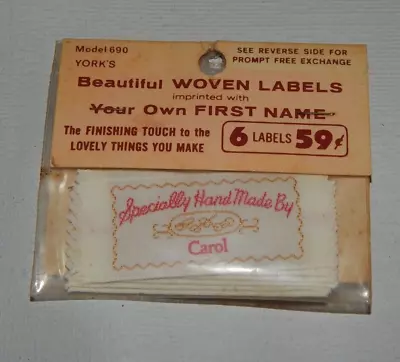 Model 690
YORK'S
SEE REVERSE SIDE FOR
PROMPT FREE EXCHANGE
Beautiful WOVEN LABELS
imprinted with
Your Own FIRST NAME
The FINISHING TOUCH to the
LOVELY THINGS YOU MAKE
6 LABELS 59¢
Specially Hand Made By
Carol